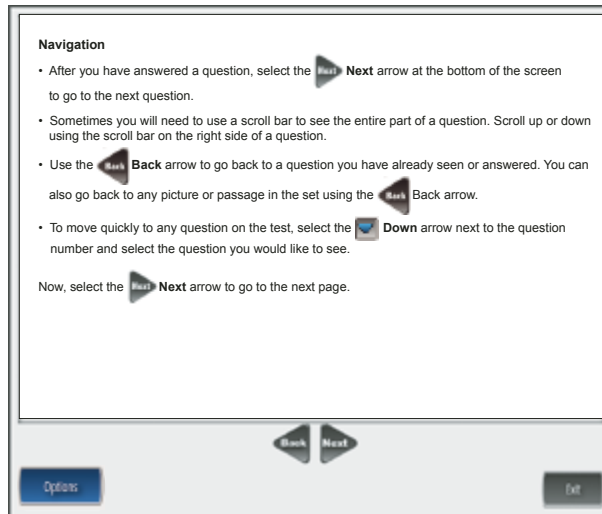 Navigation
• After you have answered a question, select the Next Next arrow at the bottom of the screen
to go to the next question.
• Sometimes you will need to use a scroll bar to see the entire part of a question. Scroll up or down
using the scroll bar on the right side of a question.
• Use the Back Back arrow to go back to a question you have already seen or answered. You can
also go back to any picture or passage in the set using the Back Back arrow.
• To move quickly to any question on the test, select the Down arrow next to the question
number and select the question you would like to see.
Now, select the Next Next arrow to go to the next page.
Back Next
Options Exit